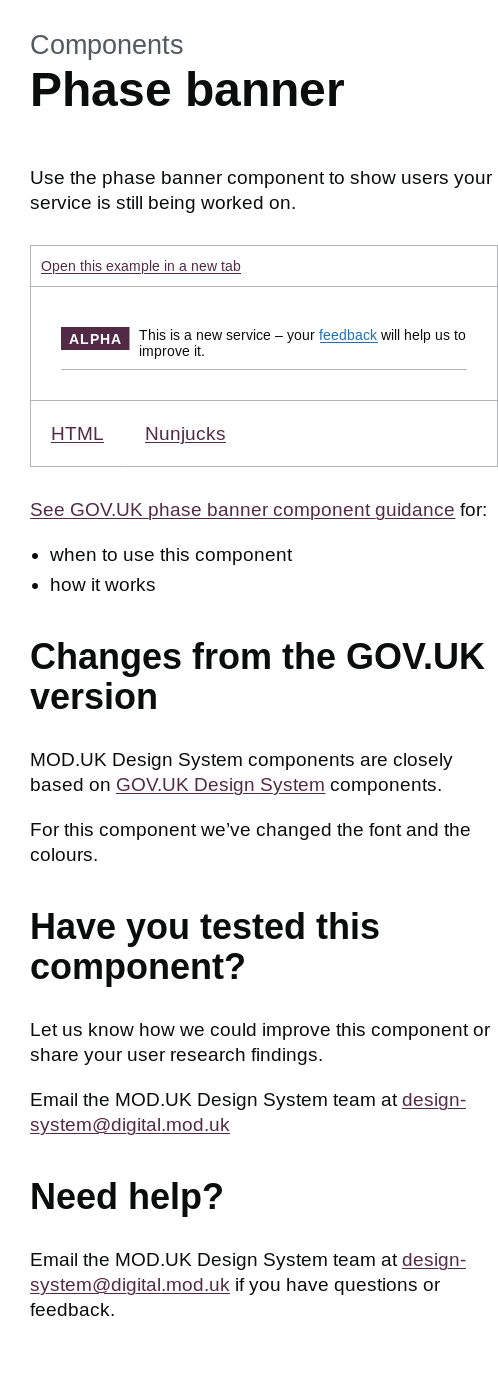 Components
Phase banner
Use the phase banner component to show users your
service is still being worked on.
Open this example in a new tab
ALPHA This is a new service – your feedback will help us to
improve it.
HTML Nunjucks
See GOV.UK phase banner component guidance for:
• when to use this component
• how it works
Changes from the GOV.UK
version
MOD.UK Design System components are closely
based on GOV.UK Design System components.
For this component we’ve changed the font and the
colours.
Have you tested this
component?
Let us know how we could improve this component or
share your user research findings.
Email the MOD.UK Design System team at design-
system@digital.mod.uk
Need help?
Email the MOD.UK Design System team at design-
system@digital.mod.uk if you have questions or
feedback.